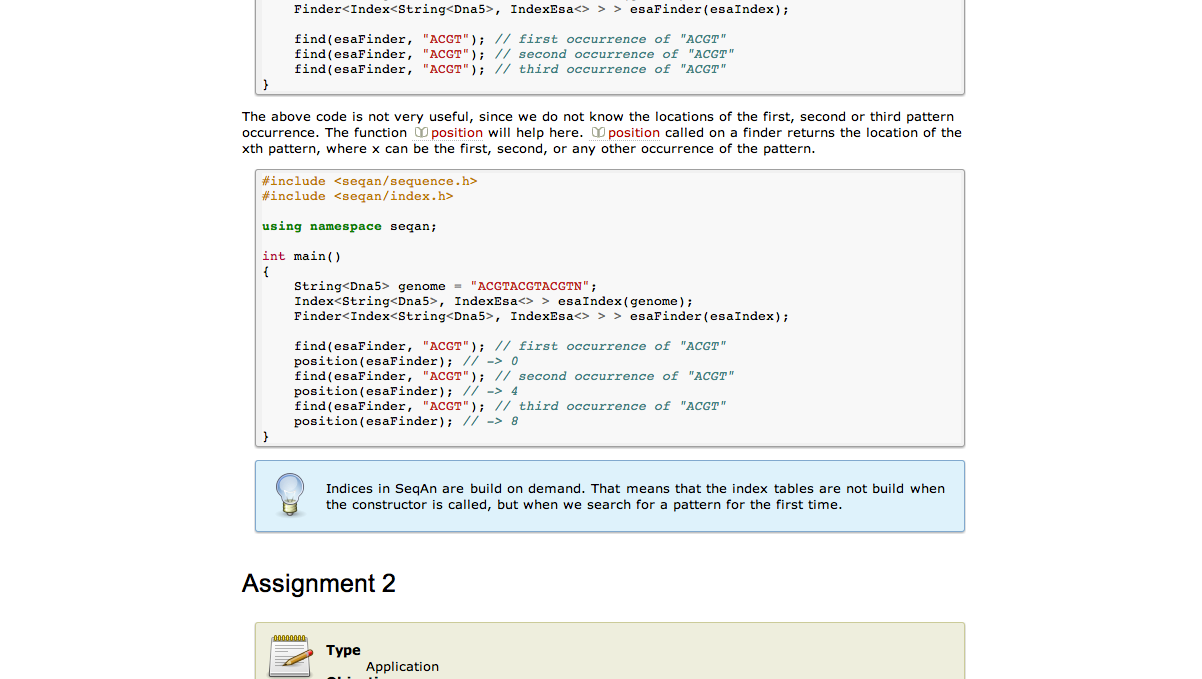 Finder<Index<String<Dna5>, IndexEsa<> > > esaFinder(esaIndex);
find(esaFinder, "ACGT"); // first occurrence of "ACGT"
find(esaFinder, "ACGT"); // second occurrence of "ACGT"
find(esaFinder, "ACGT"); // third occurrence of "ACGT"
}
The above code is not very useful, since we do not know the locations of the first, second or third pattern
occurrence. The function position will help here. position called on a finder returns the location of the
xth pattern, where x can be the first, second, or any other occurrence of the pattern.
#include <seqan/sequence.h>
#include <seqan/index.h>
using namespace seqan;
int main()
{
String<Dna5> genome = "ACGTACGTACGTN";
Index<String<Dna5>, IndexEsa<> > esaIndex(genome);
Finder<Index<String<Dna5>, IndexEsa<> > > esaFinder(esaIndex);
find(esaFinder, "ACGT"); // first occurrence of "ACGT"
position(esaFinder); // -> 0
find(esaFinder, "ACGT"); // second occurrence of "ACGT"
position(esaFinder); // -> 4
find(esaFinder, "ACGT"); // third occurrence of "ACGT"
position(esaFinder); // -> 8
}
Indices in SeqAn are build on demand. That means that the index tables are not build when
the constructor is called, but when we search for a pattern for the first time.
Assignment 2
Type
Application